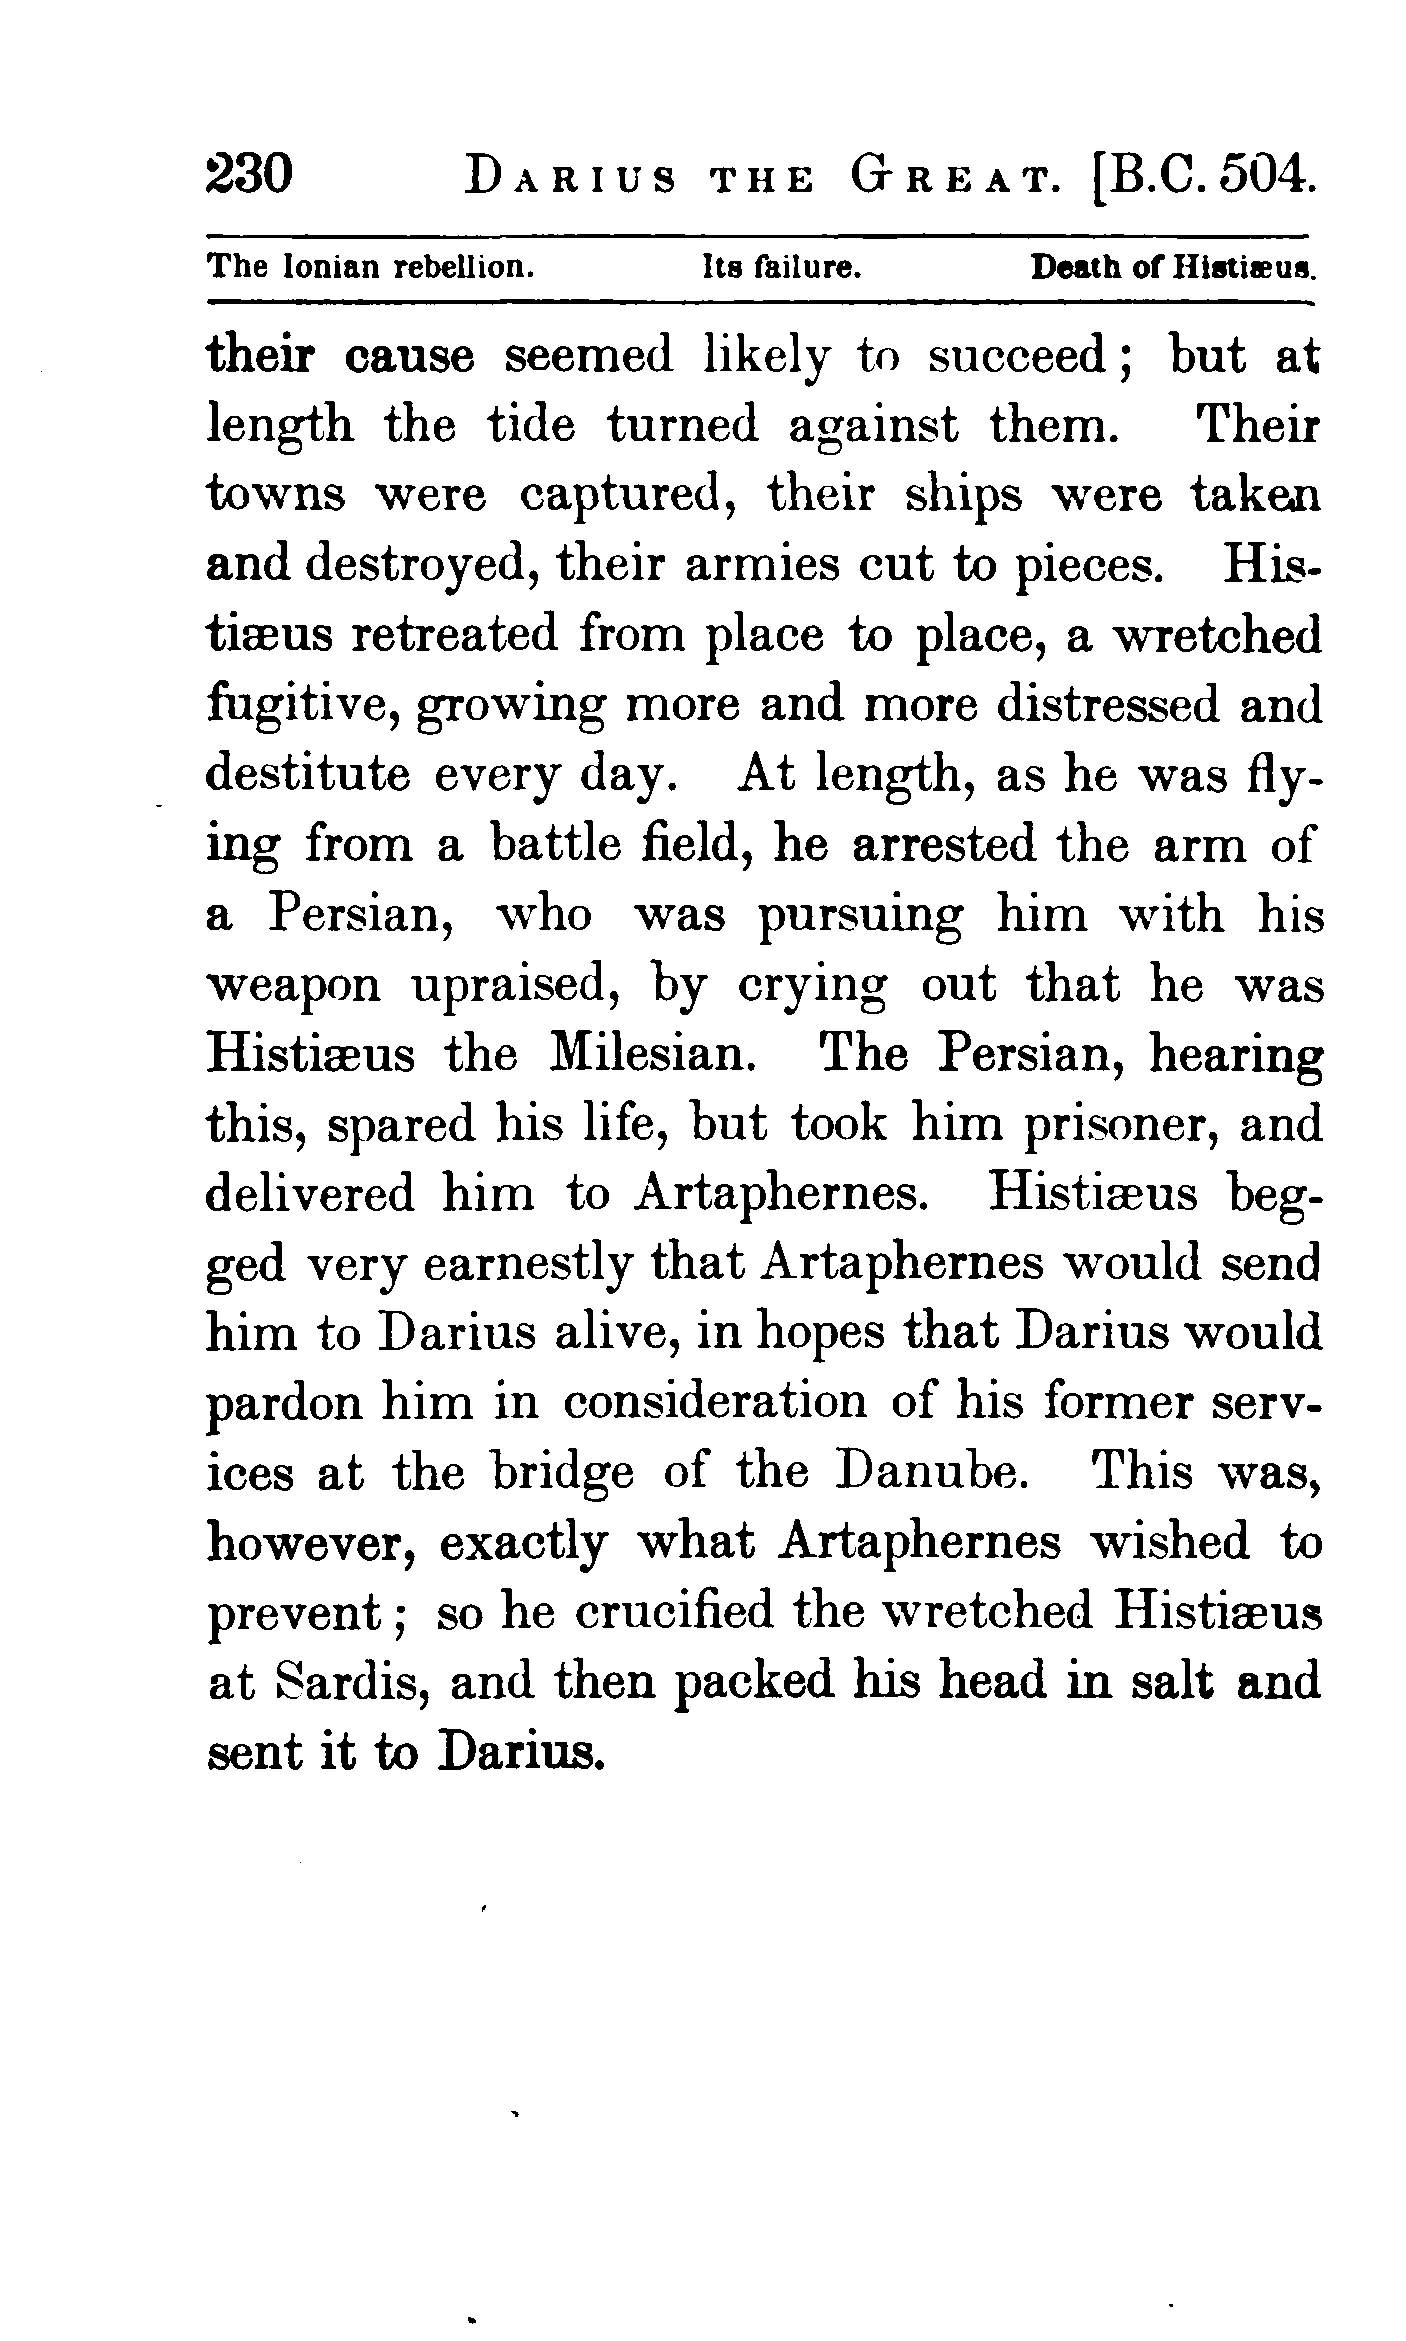 230 DARIUS THE GREAT. [B.C. 504.
The Ionian rebellion. Its failure. Death of Histiæus.
their cause seemed likely to succeed; but at
length the tide turned against them. Their
towns were captured, their ships were taken
and destroyed, their armies cut to pieces. His-
tiæus retreated from place to place, a wretched
fugitive, growing more and more distressed and
destitute every day. At length, as he was fly-
ing from a battle field, he arrested the arm of
a Persian, who was pursuing him with his
weapon upraised, by crying out that he was
Histiæus the Milesian. The Persian, hearing
this, spared his life, but took him prisoner, and
delivered him to Artaphernes. Histiæus beg-
ged very earnestly that Artaphernes would send
him to Darius alive, in hopes that Darius would
pardon him in consideration of his former serv-
ices at the bridge of the Danube. This was,
however, exactly what Artaphernes wished to
prevent; so he crucified the wretched Histiæus
at Sardis, and then packed his head in salt and
sent it to Darius.